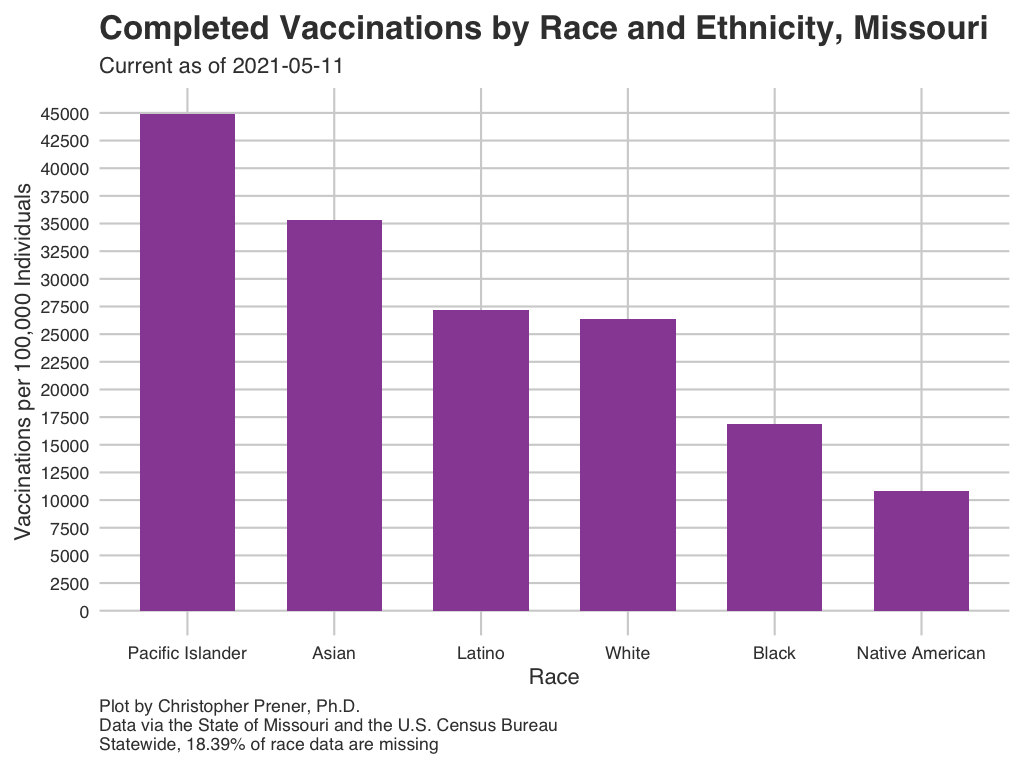 Completed Vaccinations by Race and Ethnicity, Missouri
Current as of 2021-05-11
Vaccinations per 100,000 Individuals
45000
42500
40000
37500
35000
32500
30000
27500
25000
22500
20000
17500
15000
12500
10000
7500
5000
2500
0
Pacific Islander Asian Latino White Black Native American
Race
Plot by Christopher Prener, Ph.D.
Data via the State of Missouri and the U.S. Census Bureau
Statewide, 18.39% of race data are missing